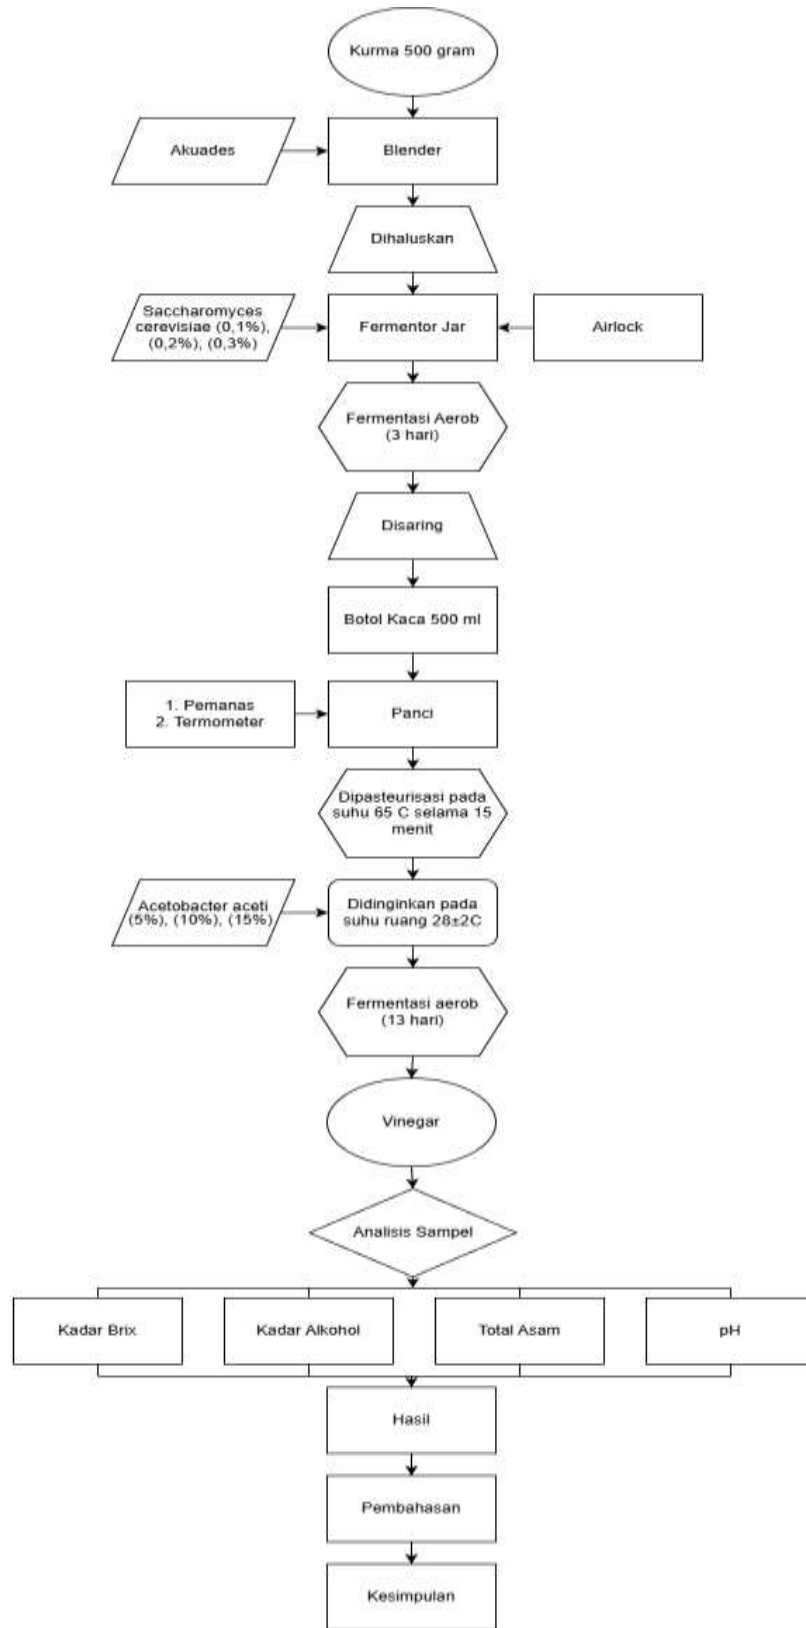 Kurma 500 gram
Akuades
Blender
Dihaluskan
Saccharomyces
cerevisiae (0,1%),
(0,2%), (0,3%)
Fermentor Jar
Airlock
Fermentasi Aerob
(3 hari)
Disaring
Botol Kaca 500 ml
1. Pemanas
2. Termometer
Panci
Dipasteurisasi pada
suhu 65 C selama 15
menit
Acetobacter aceti
(5%), (10%), (15%)
Didinginkan pada
suhu ruang 28±2C
Fermentasi aerob
(13 hari)
Vinegar
Analisis Sampel
Kadar Brix
Kadar Alkohol
Total Asam
pH
Hasil
Pembahasan
Kesimpulan